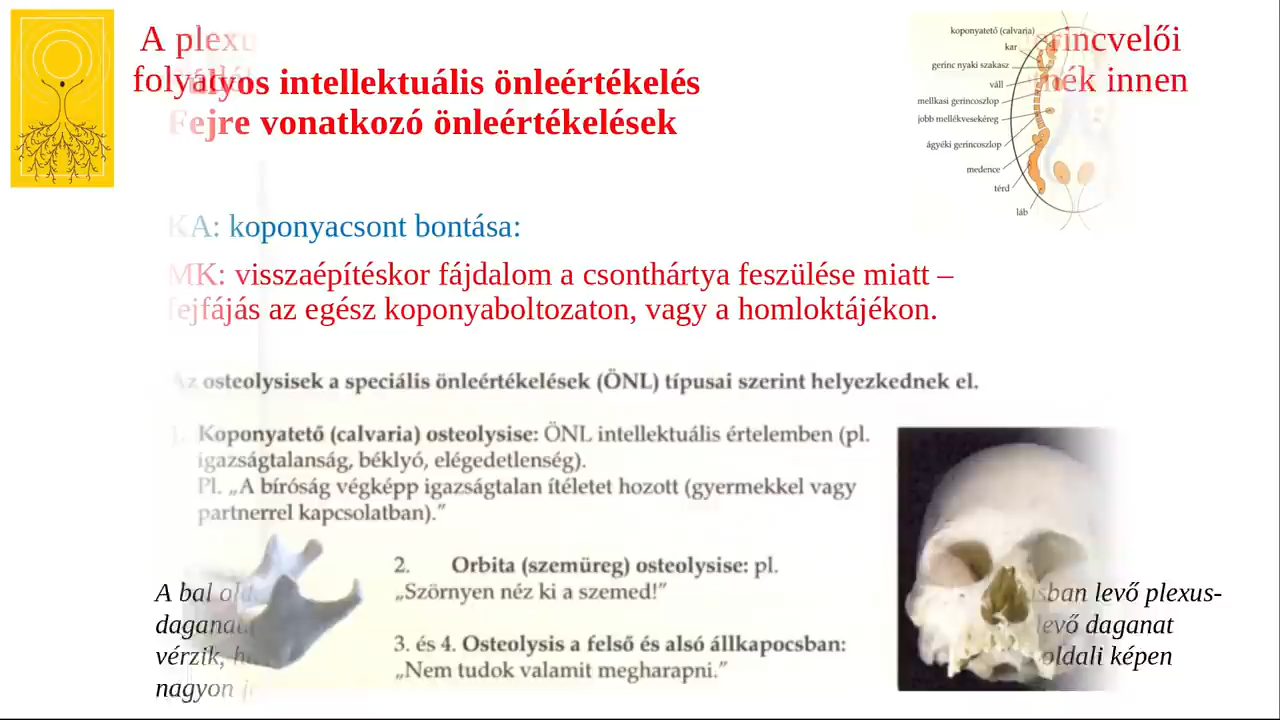 A plexu
rincvelői
folya
nék innen
intellektuális önleértékelés
Fejre vonatkozó önleértékelések
koponyatető (calvaria)
kar
gerinc nyaki szakasz
váll
mellkasi gerincoszlop
jobb mellékvesekéreg
ágyéki gerincoszlop
medence
térd
láb
KA: koponyacsont bontása:
MK: visszaépítéskor fájdalom a csonthártya feszülése miatt –
fejfájás az egész koponyaboltozaton, vagy a homloktájékon.
Az osteolysisek a speciális önleértékelések (ÖNL) típusai szerint helyezkednek el.
1. Koponyatető (calvaria) osteolysise: ÖNL intellektuális értelemben (pl.
igazságtalanság, béklyó, elégedetlenség).
Pl. „A bíróság végképp igazságtalan ítéletet hozott (gyermekkel vagy
partnerrel kapcsolatban).”
2. Orbita (szemüreg) osteolysise: pl.
„Szörnyen néz ki a szemed!”
3. és 4. Osteolysis a felső és alsó állkapocsban:
„Nem tudok valamit megharapni.”
A bal
sban levő plexus-
daganat
levő daganat
vérzik,
oldali képen
nagyon